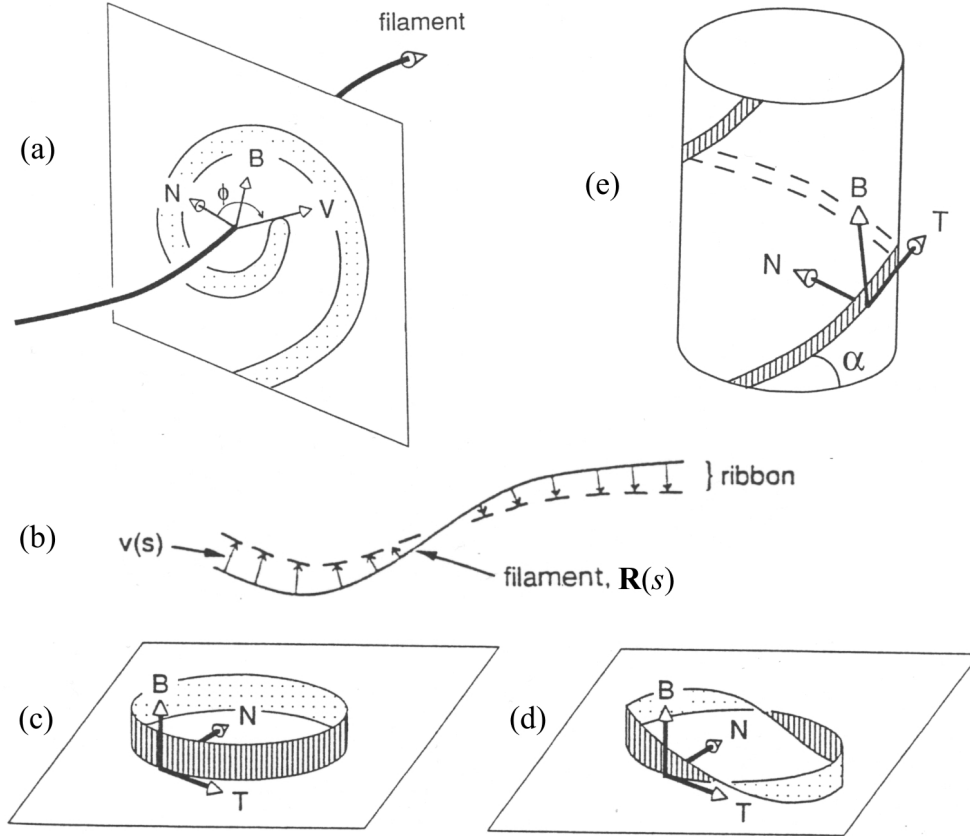 filament
(a)
N
ϕ
B
V
(e)
B
T
N
α
(b)
v(s)
} ribbon
filament, R(s)
(c)
B
N
T
(d)
B
N
T